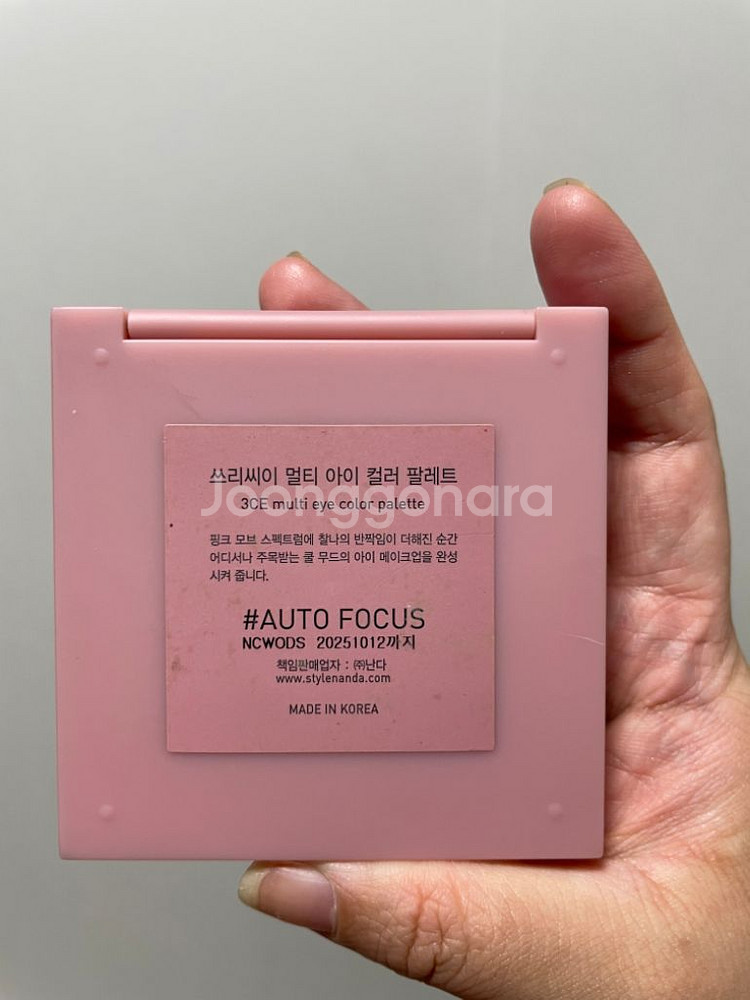 쓰리씨이 멀티 아이 컬러 팔레트
Joonggonara
3CE multi eye color palette
핑크 모브 스펙트럼에 찰나의 반짝임이 더해진 순간
어디서나 주목받는 쿨 무드의 아이 메이크업을 완성
시켜 줍니다.
#AUTO FOCUS
NCWODS 20251012까지
책임판매업자 : ㈜난다
www.stylenanda.com
MADE IN KOREA